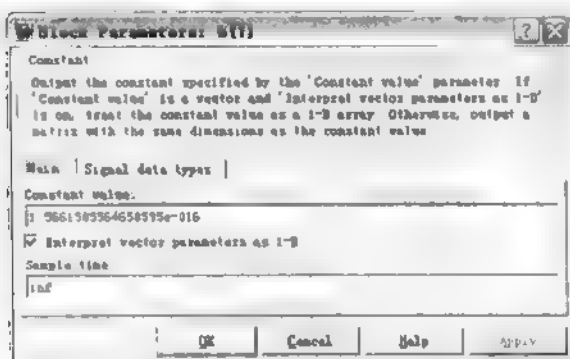 Block Parameters:
Constant
Output the constant specified by the 'Constant value' parameter. If
'Constant value' is a vector and 'Interpret vector parameters as 1-D'
is on, treat the constant value as a 1-D array. Otherwise, output a
matrix with the same dimensions as the constant value.
Main
Signal data types
Constant value:
Interpret vector parameters as 1-D
Sample time
inf
OK
Cancel
Help
Apply